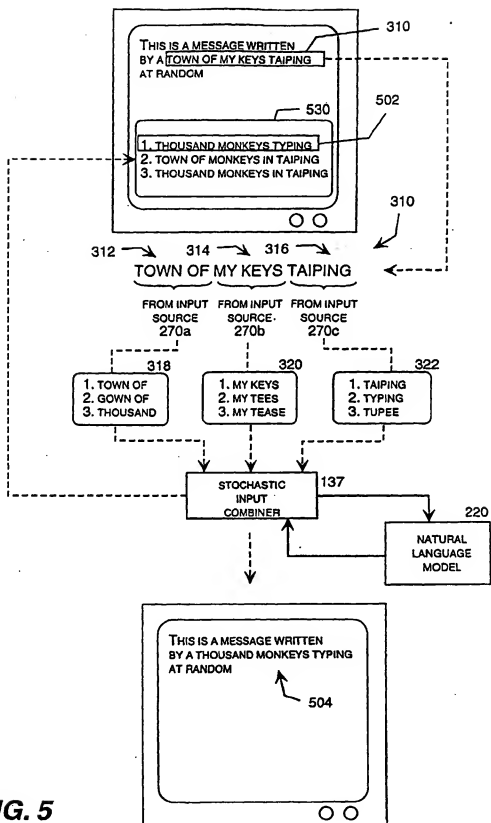 THIS IS A MESSAGE WRITTEN
BY A TOWN OF MY KEYS TAIPING
AT RANDOM
310
530
502
1. THOUSAND MONKEYS TYPING
2. TOWN OF MONKEYS IN TAIPING
3. THOUSAND MONKEYS IN TAIPING
312 314 316 310
TOWN OF MY KEYS TAIPING
FROM INPUT SOURCE 270a
FROM INPUT SOURCE 270b
FROM INPUT SOURCE 270c
318
1. TOWN OF
2. GOWN OF
3. THOUSAND
320
1. MY KEYS
2. MY TEES
3. MY TEASE
322
1. TAIPING
2. TYPING
3. TUPEE
STOCHASTIC
INPUT
COMBINER
137
220
NATURAL
LANGUAGE
MODEL
THIS IS A MESSAGE WRITTEN
BY A THOUSAND MONKEYS TYPING
AT RANDOM
504
IG. 5